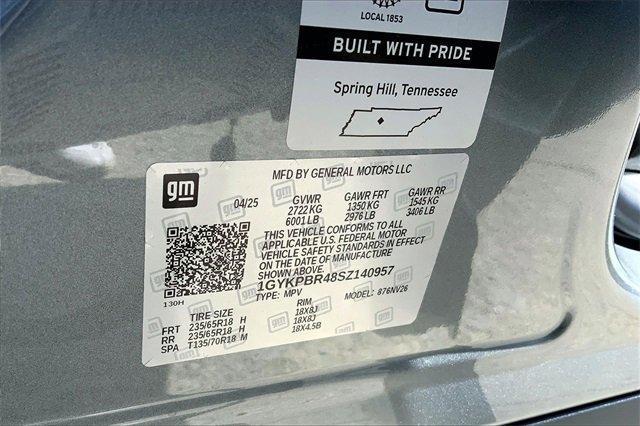 LOCAL 1853
BUILT WITH PRIDE
Spring Hill, Tennessee
gm
MFD BY GENERAL MOTORS LLC
04/25 GVWR GAWR FRT GAWR RR
2722 KG 1350 KG 1545 KG
6001 LB 2976 LB 3406 LB
THIS VEHICLE CONFORMS TO ALL
APPLICABLE U.S. FEDERAL MOTOR
VEHICLE SAFETY STANDARDS IN EFFECT
ON THE DATE OF MANUFACTURE
SHOWN ABOVE.
1GYKPBR48SZ140957
TYPE: MPV MODEL: 876NV26
130H
TIRE SIZE RIM
FRT 235/65R18 H 18X8J
RR 235/65R18 H 18X8J
SPA T135/70R18 M 18X4.5B